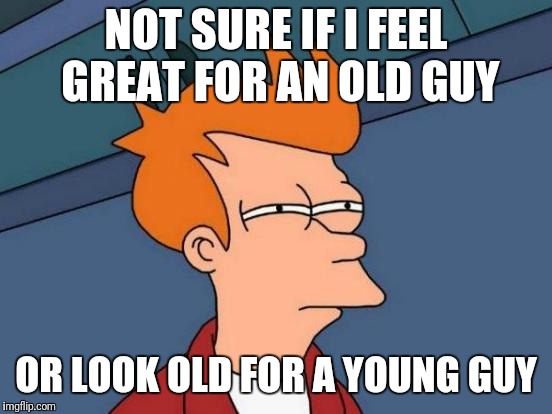 NOT SURE IF I FEEL
GREAT FOR AN OLD GUY
OR LOOK OLD FOR A YOUNG GUY
imgflip.com